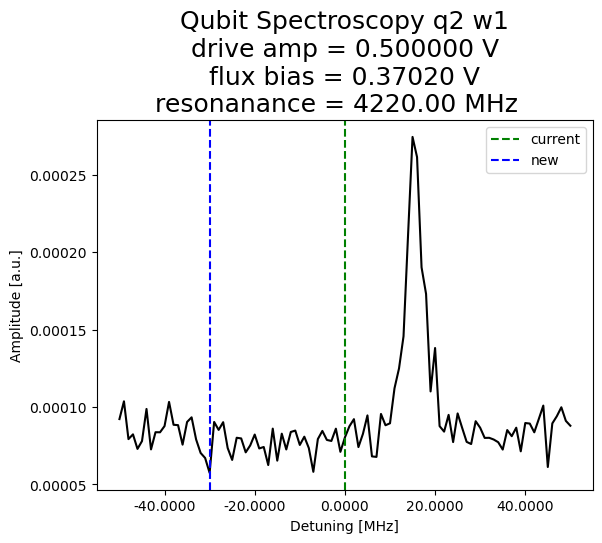 Qubit Spectroscopy q2 w1
drive amp = 0.500000 V
flux bias = 0.37020 V
resonanance = 4220.00 MHz
current
new
0.00025
0.00020
0.00015
0.00010
0.00005
Amplitude [a.u.]
-40.0000 -20.0000 0.0000 20.0000 40.0000
Detuning [MHz]